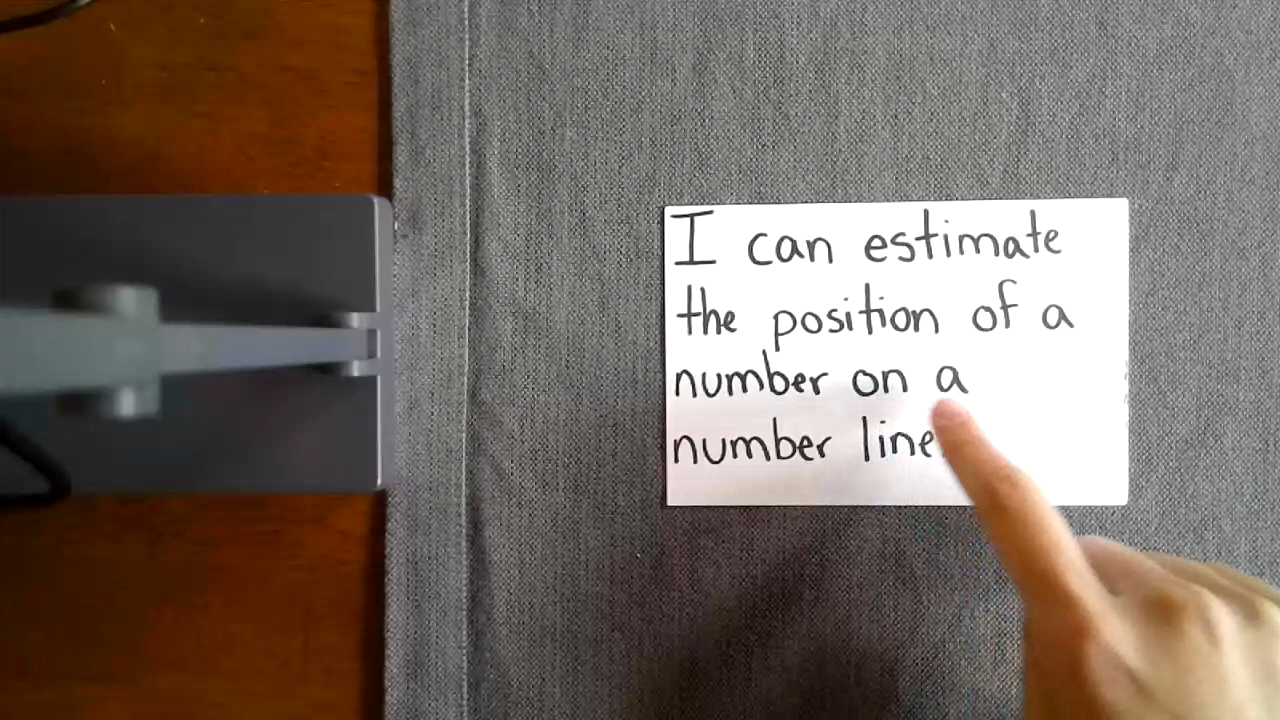 I can estimate
the position of a
number on a
number line